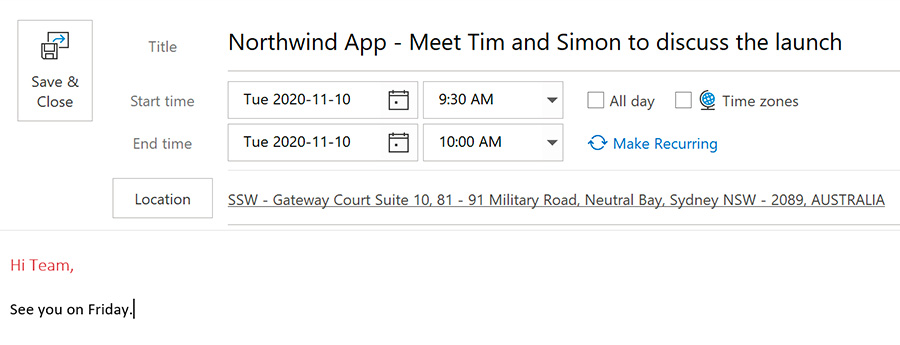 Save & Close
Title
Northwind App - Meet Tim and Simon to discuss the launch
Start time
Tue 2020-11-10
9:30 AM
All day
Time zones
End time
Tue 2020-11-10
10:00 AM
Make Recurring
Location
SSW - Gateway Court Suite 10, 81 - 91 Military Road, Neutral Bay, Sydney NSW - 2089, AUSTRALIA
Hi Team,
See you on Friday.